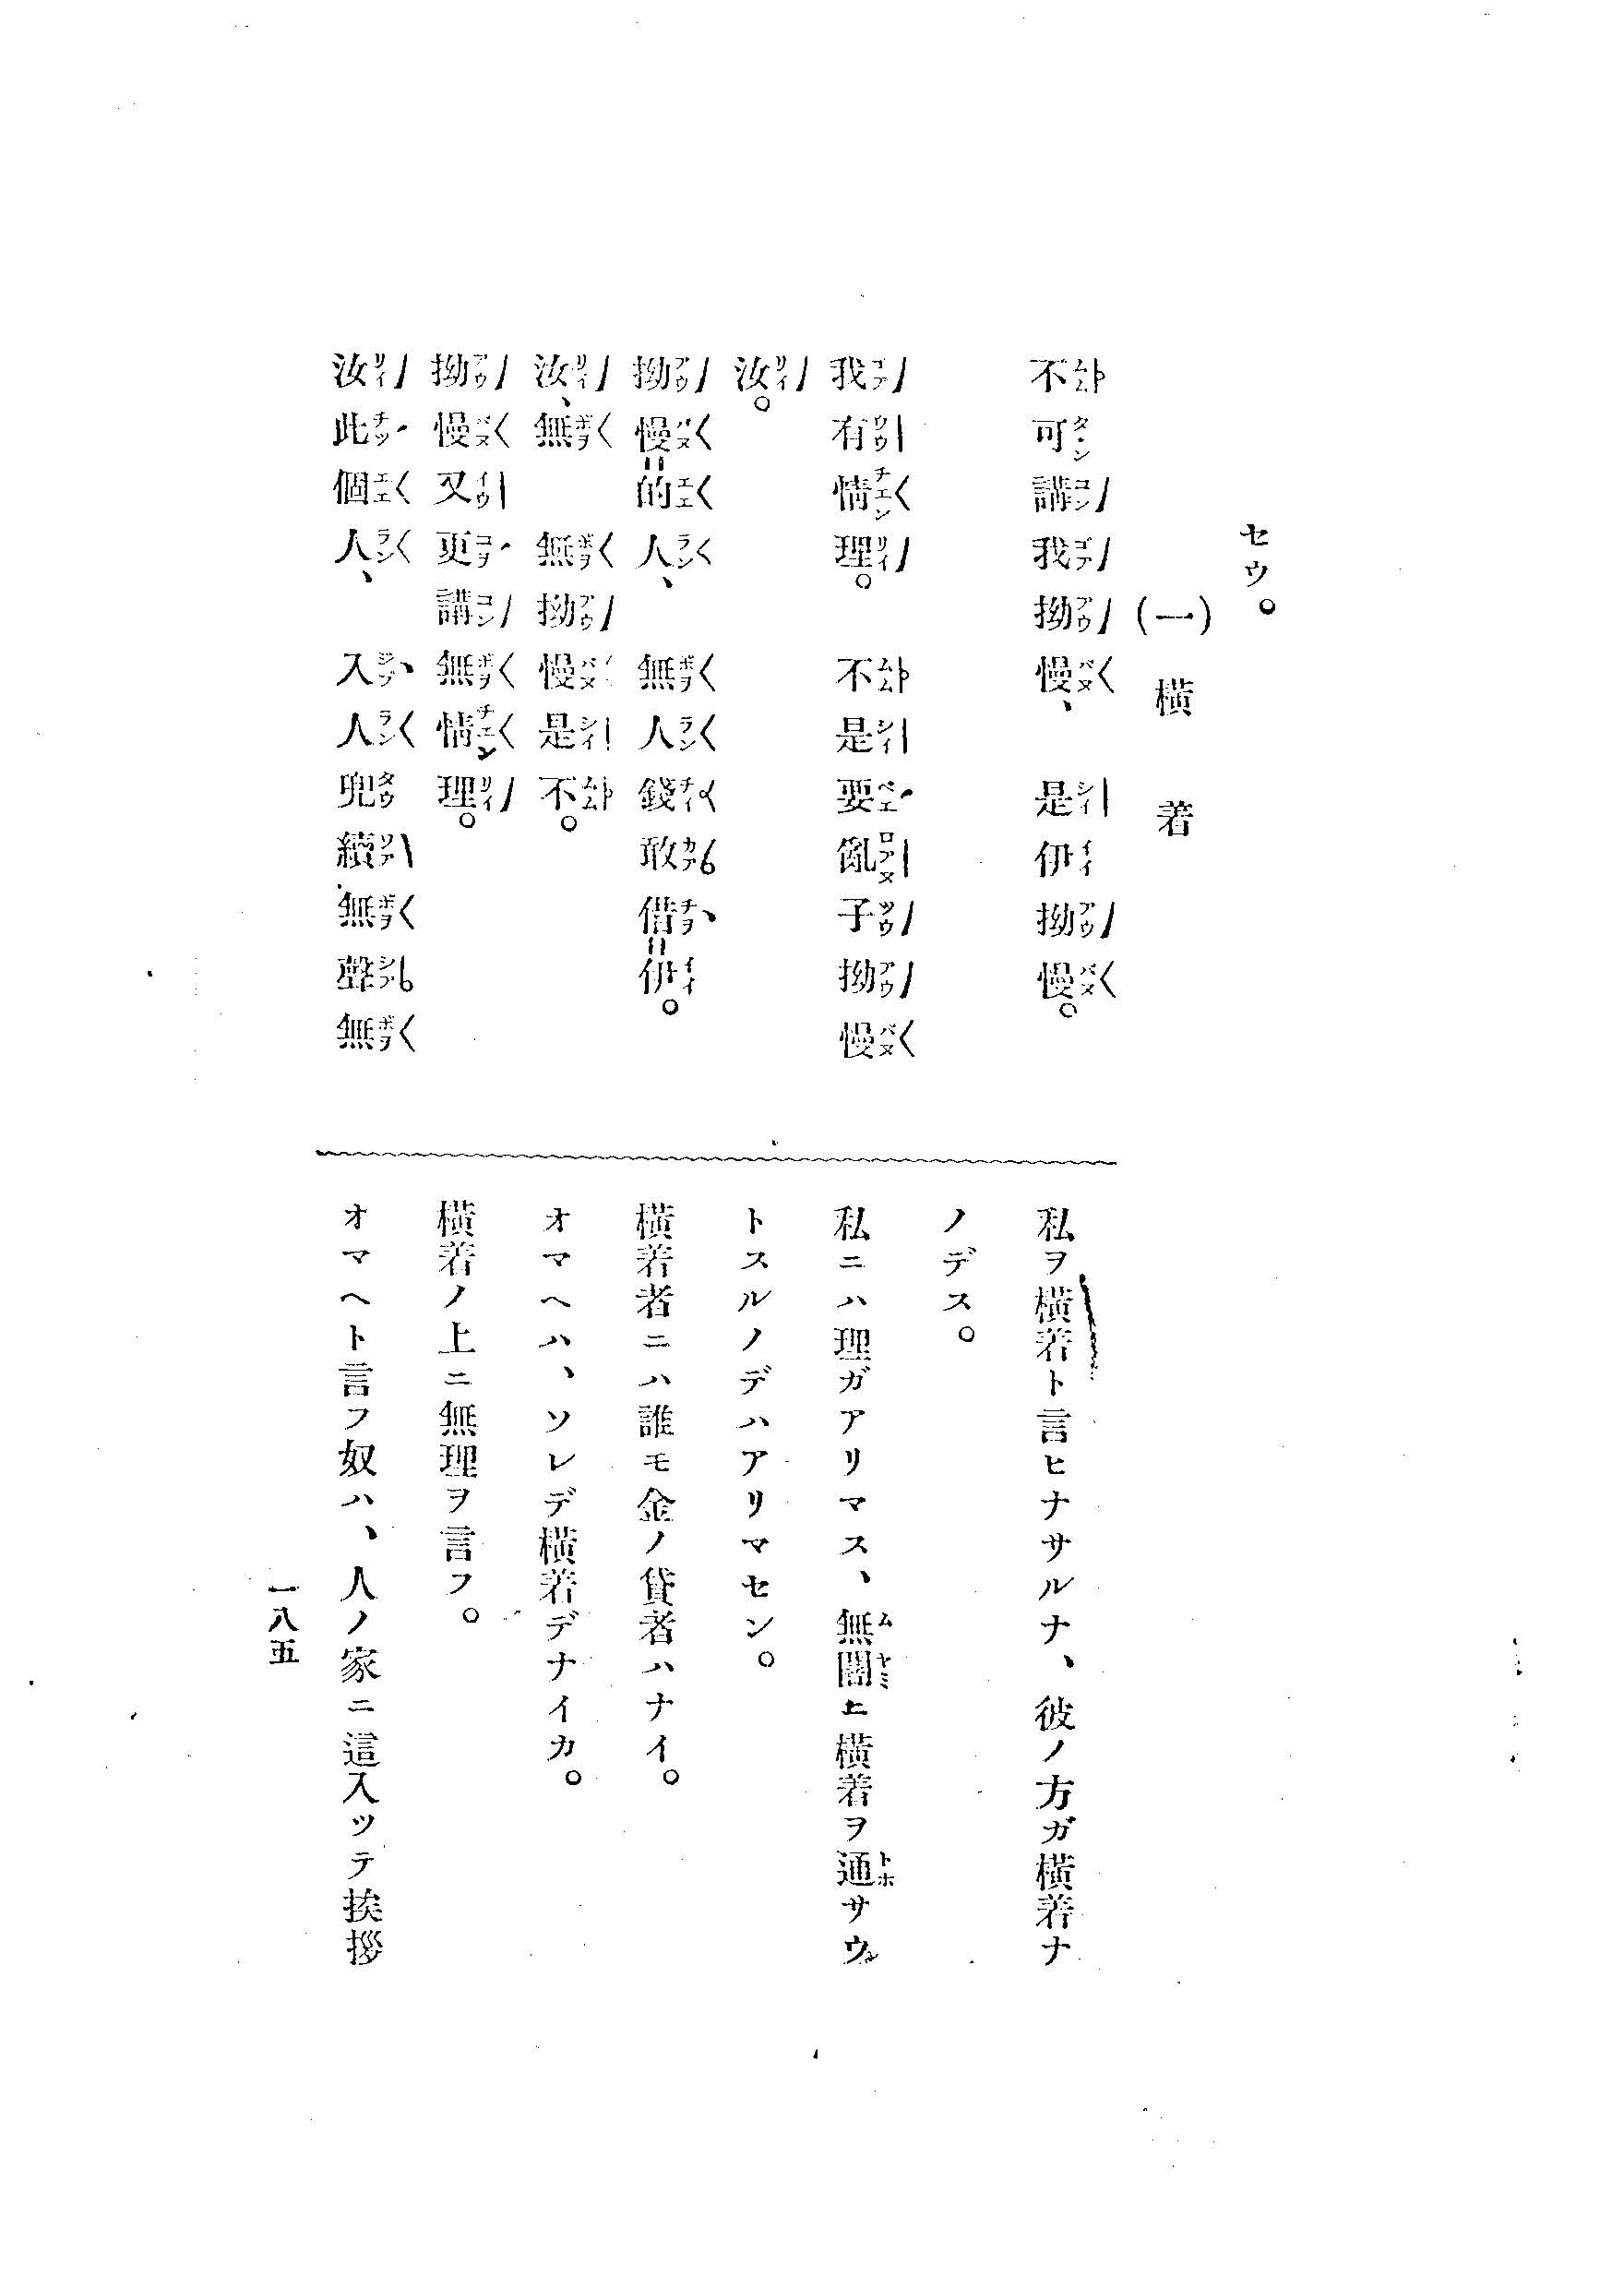 セウ。
(一) 橫着
不可講我拗慢、是伊拗慢。
我有情理。不是要亂子拗慢
汝。
拗慢的人、無人錢敢借伊。
汝、無無拗慢是不。
拗慢又更講無情理。
汝此個人、入人兜續無聲無
私ヲ橫着ト言ヒナサルナ、彼ノ方ガ橫着ナ
ノデス。
私ニハ理ガアリマス、無闇ニ橫着ヲ通サウ
トスルノデハアリマセン。
橫着者ニハ誰モ金ノ貸者ハナイ。
オマヘハ、ソレデ橫着デナイカ。
橫着ノ上ニ無理ヲ言フ。
オマヘト言フ奴ハ、人ノ家ニ這入ツテ挨拶
一八五